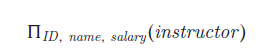 Π_{ID, name, salary}(instructor)